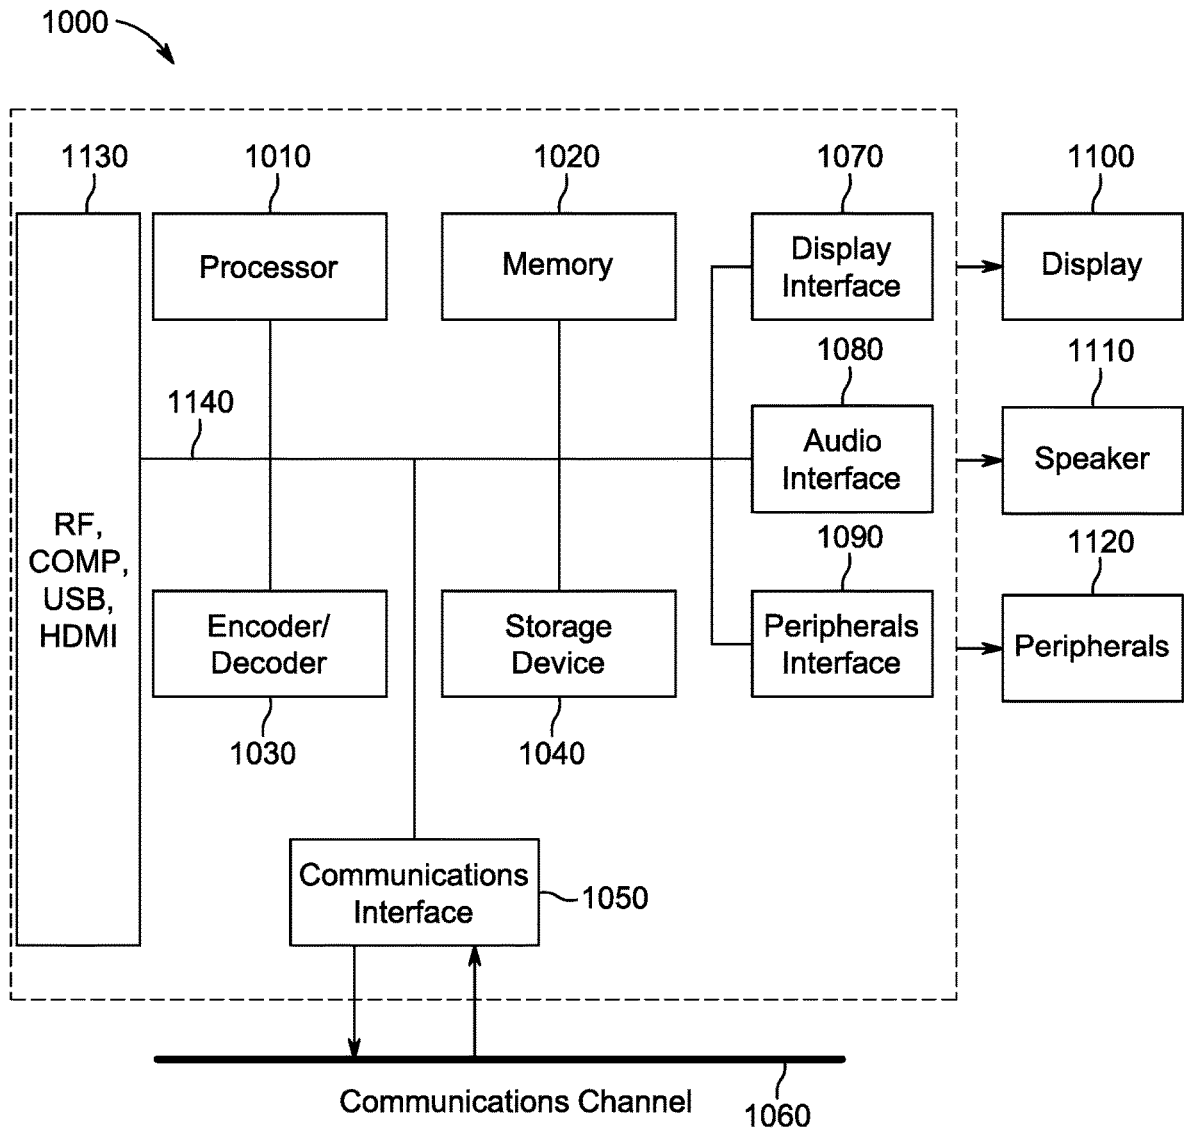 1000
1130
1010
1020
1070
1100
Processor
Memory
Display
Interface
Display
1080
1110
1140
Audio
Interface
Speaker
RF,
COMP,
USB,
HDMI
1090
1120
Encoder/
Decoder
Storage
Device
Peripherals
Interface
Peripherals
1030
1040
Communications
Interface
1050
Communications Channel
1060